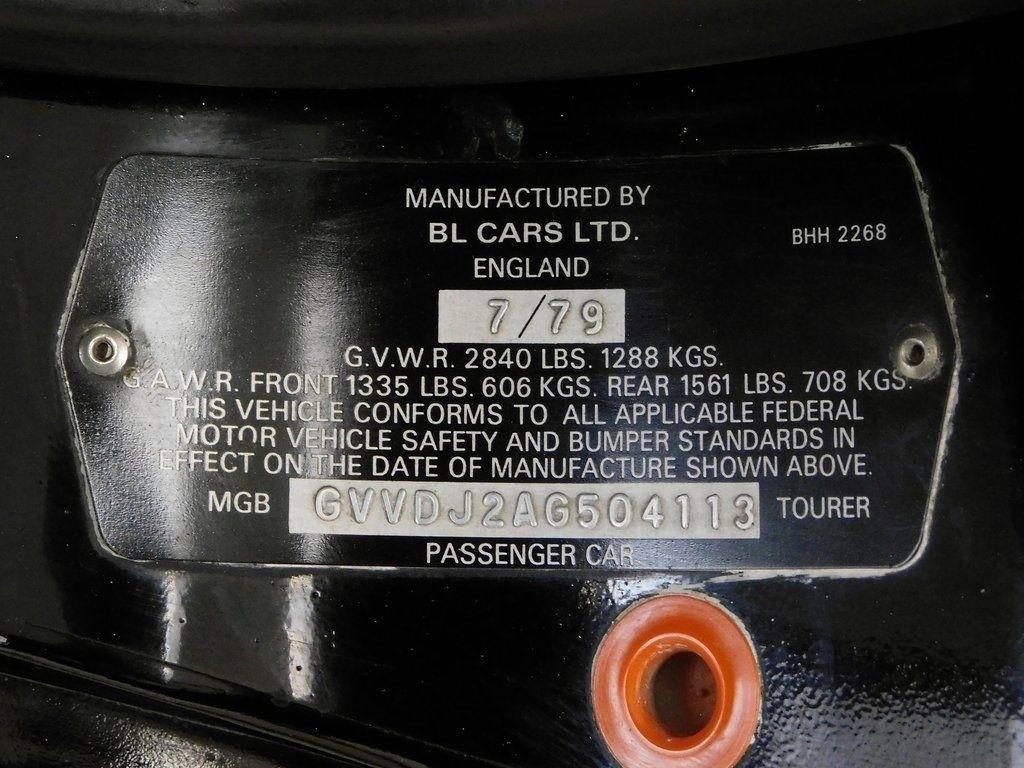 MANUFACTURED BY
BL CARS LTD.
BHH 2268
ENGLAND
7/79
G.V.W.R. 2840 LBS. 1288 KGS.
G.A.W.R. FRONT 1335 LBS. 606 KGS. REAR 1561 LBS. 708 KGS.
THIS VEHICLE CONFORMS TO ALL APPLICABLE FEDERAL
MOTOR VEHICLE SAFETY AND BUMPER STANDARDS IN
EFFECT ON THE DATE OF MANUFACTURE SHOWN ABOVE.
MGB GVVDJ2AG504113 TOURER
PASSENGER CAR